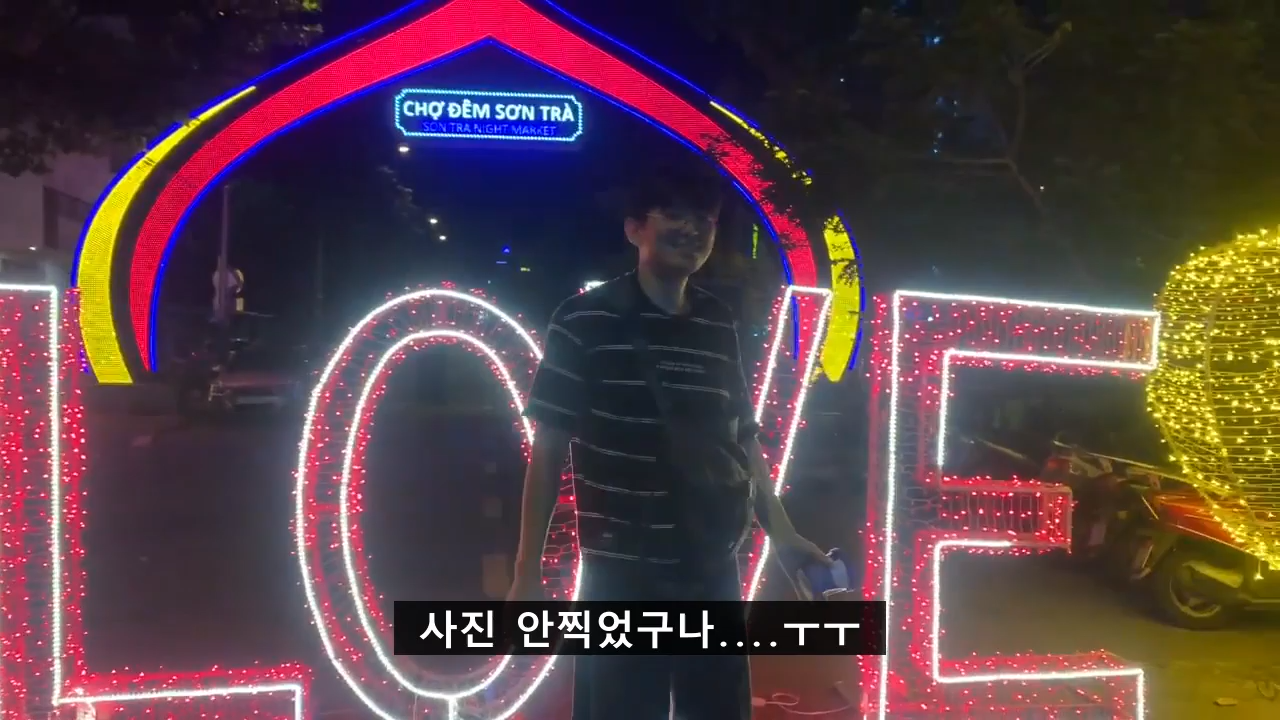 CHỢ ĐÊM SƠN TRÀ
SON TRA NIGHT MARKET
LOVE
사진 안찍었구나....ㅜㅜ